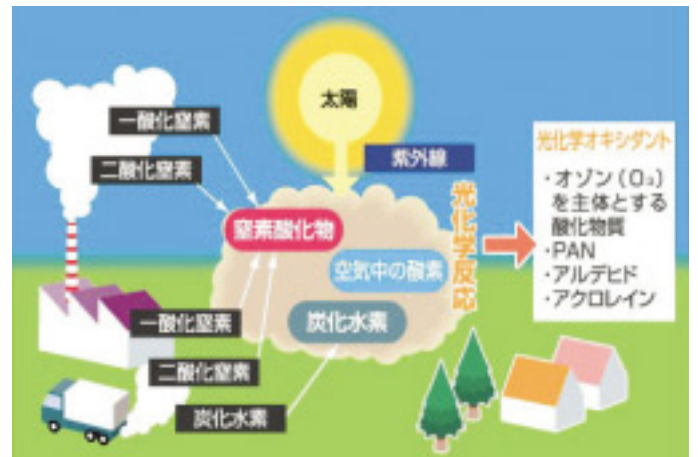 太陽
一酸化窒素
二酸化窒素
紫外線
窒素酸化物
空気中の酸素
炭化水素
光化学反応
一酸化窒素
二酸化窒素
炭化水素
光化学オキシダント
・オゾン(O₃)
を主体とする
酸化物質
・PAN
・アルデヒド
・アクロレイン